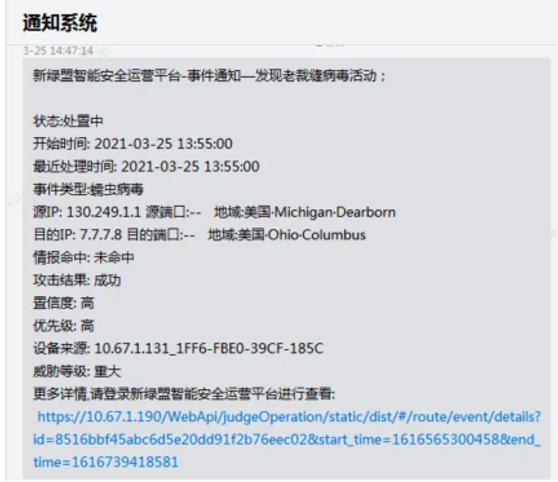 通知系统
3-25 14:47:14
新绿盟智能安全运营平台-事件通知—发现老裁缝病毒活动；
状态:处置中
开始时间: 2021-03-25 13:55:00
最近处理时间: 2021-03-25 13:55:00
事件类型:蠕虫病毒
源IP: 130.249.1.1 源端口:-- 地域:美国·Michigan·Dearborn
目的IP: 7.7.7.8 目的端口:-- 地域:美国·Ohio·Columbus
情报命中: 未命中
攻击结果: 成功
置信度: 高
优先级: 高
设备来源: 10.67.1.131_1FF6-FBE0-39CF-185C
威胁等级: 重大
更多详情,请登录新绿盟智能安全运营平台进行查看:
https://10.67.1.190/WebApi/judgeOperation/static/dist/#/route/event/details?
id=8516bbf45abc6d5e20dd91f2b76eec02&start_time=1616565300458&end_
time=1616739418581